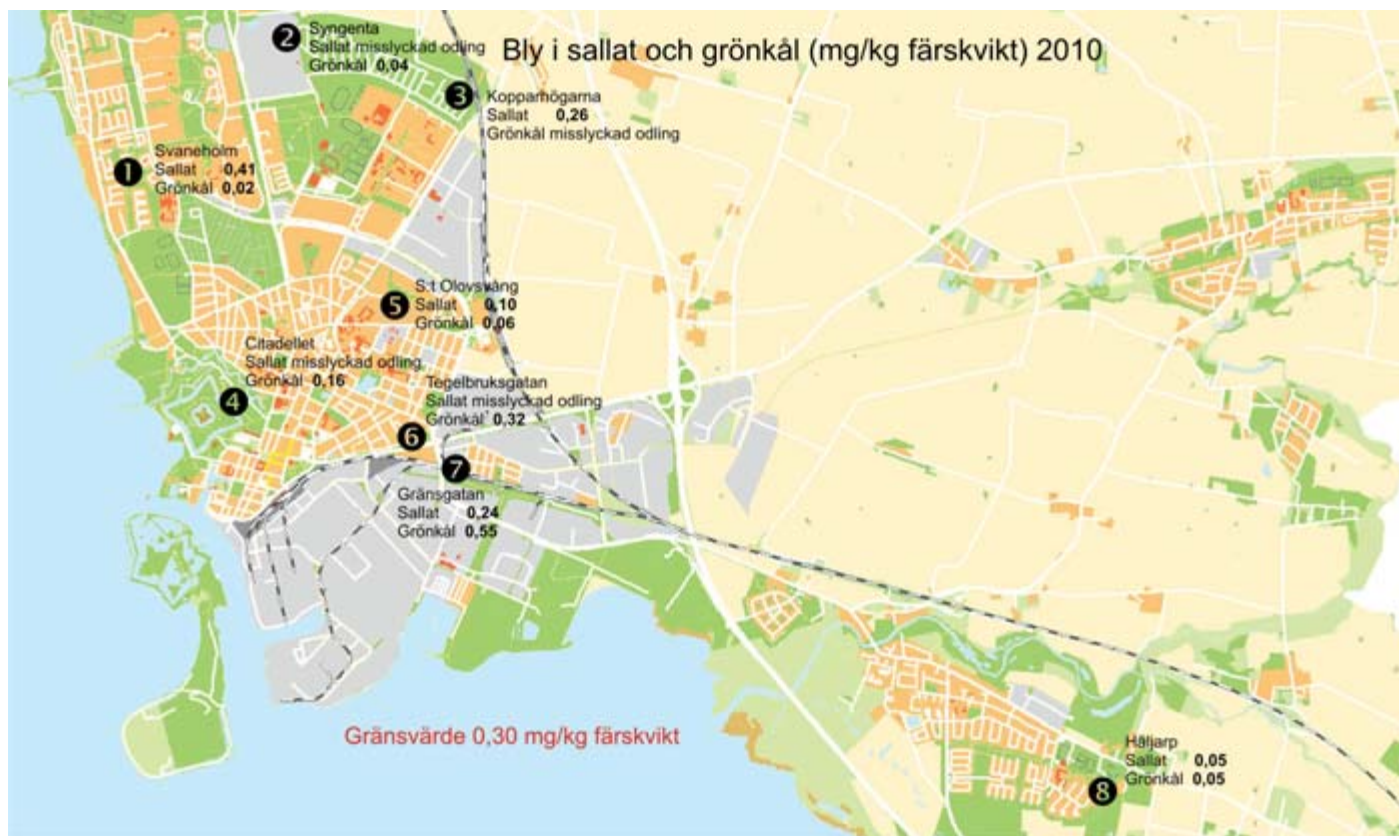 Bly i sallat och grönkål (mg/kg färskvikt) 2010
2
Syngenta
Sallat misslyckad odling
Grönkål 0,04
3
Kopparhögarna
Sallat 0,26
Grönkål misslyckad odling
1
Svaneholm
Sallat 0,41
Grönkål 0,02
5
S:t Olovsväng
Sallat 0,10
Grönkål 0,06
4
Citadellet
Sallat misslyckad odling
Grönkål 0,16
6
Tegelbruksgatan
Sallat misslyckad odling
Grönkål 0,32
7
Gränsgatan
Sallat 0,24
Grönkål 0,55
Gränsvärde 0,30 mg/kg färskvikt
8
Häljarp
Sallat 0,05
Grönkål 0,05